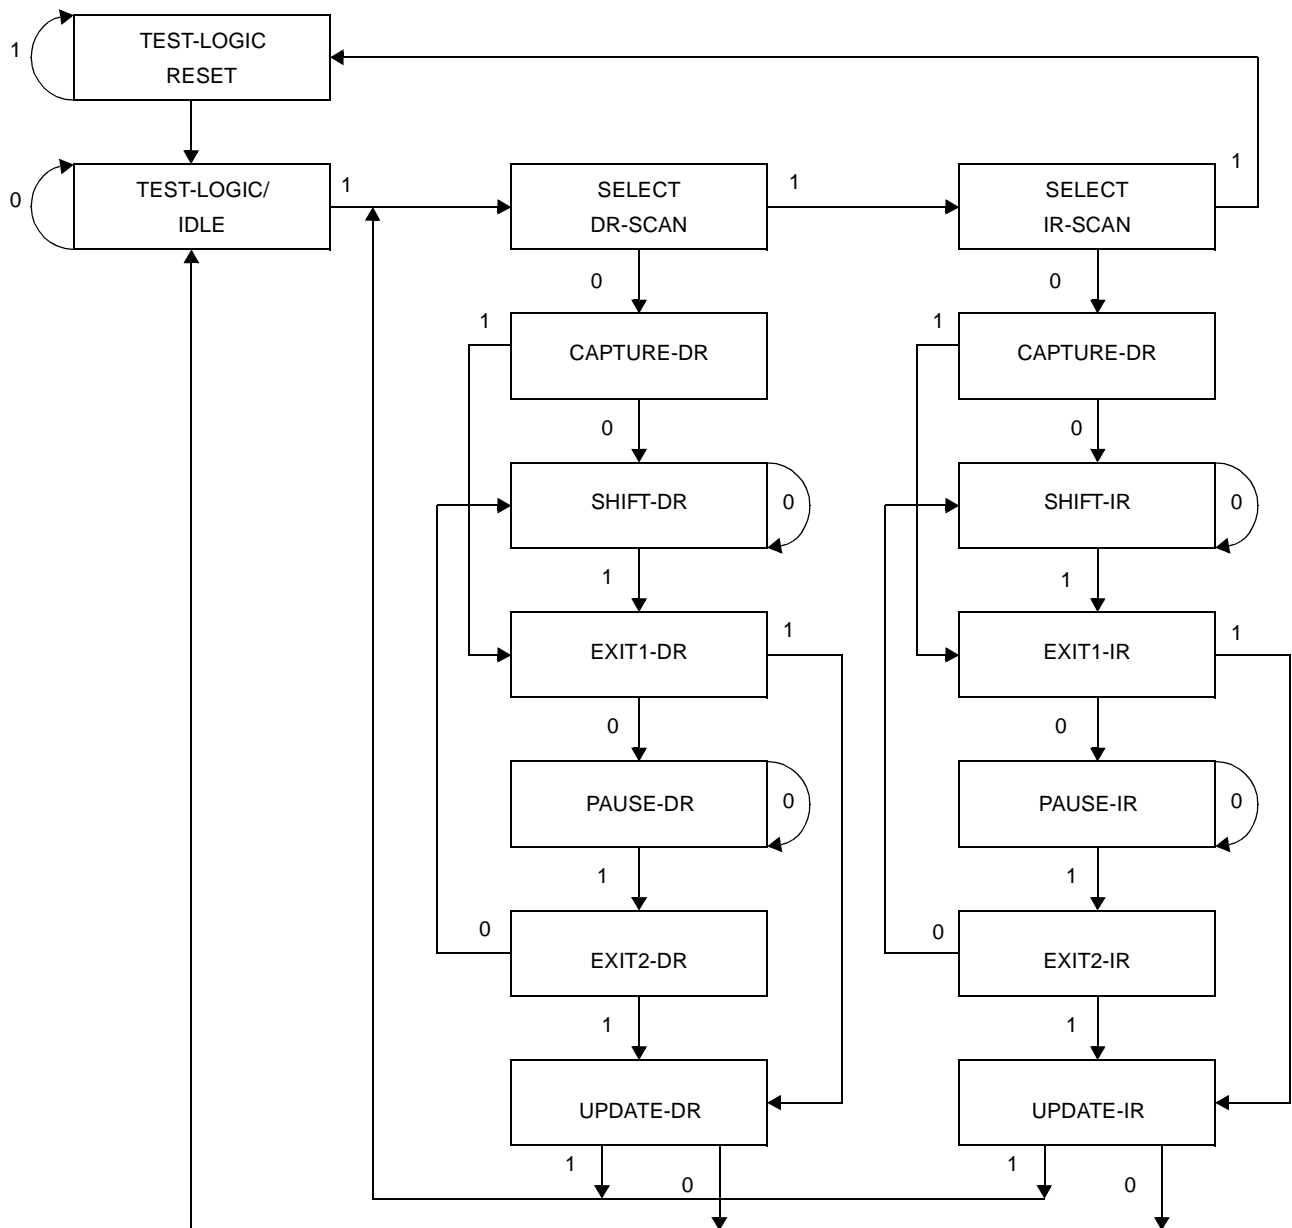 TEST-LOGIC
RESET
1
TEST-LOGIC/
IDLE
0
1
SELECT
DR-SCAN
1
SELECT
IR-SCAN
1
0
0
1
CAPTURE-DR
1
CAPTURE-DR
0
0
SHIFT-DR
0
SHIFT-IR
0
1
1
EXIT1-DR
1
EXIT1-IR
1
0
0
PAUSE-DR
0
PAUSE-IR
0
1
1
0
EXIT2-DR
0
EXIT2-IR
1
1
UPDATE-DR
UPDATE-IR
1
0
1
0